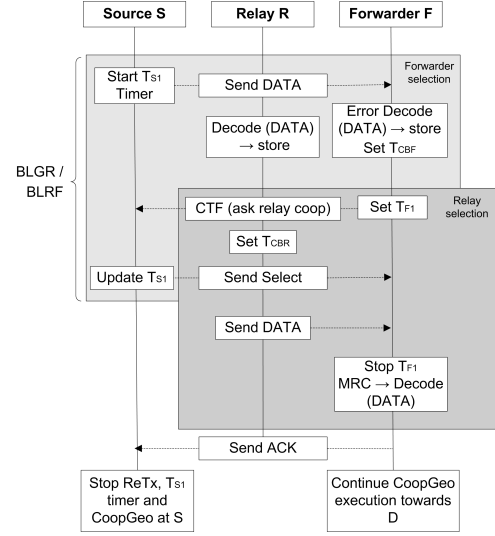 Source S
Relay R
Forwarder F
Forwarder
selection
Start TS1
Timer
Send DATA
Decode (DATA)
→ store
Error Decode
(DATA) → store
Set TCBF
BLGR /
BLRF
Relay
selection
CTF (ask relay coop)
Set TF1
Set TCBR
Update TS1
Send Select
Send DATA
Stop TF1
MRC → Decode
(DATA)
Send ACK
Stop ReTx, TS1
timer and
CoopGeo at S
Continue CoopGeo
execution towards
D